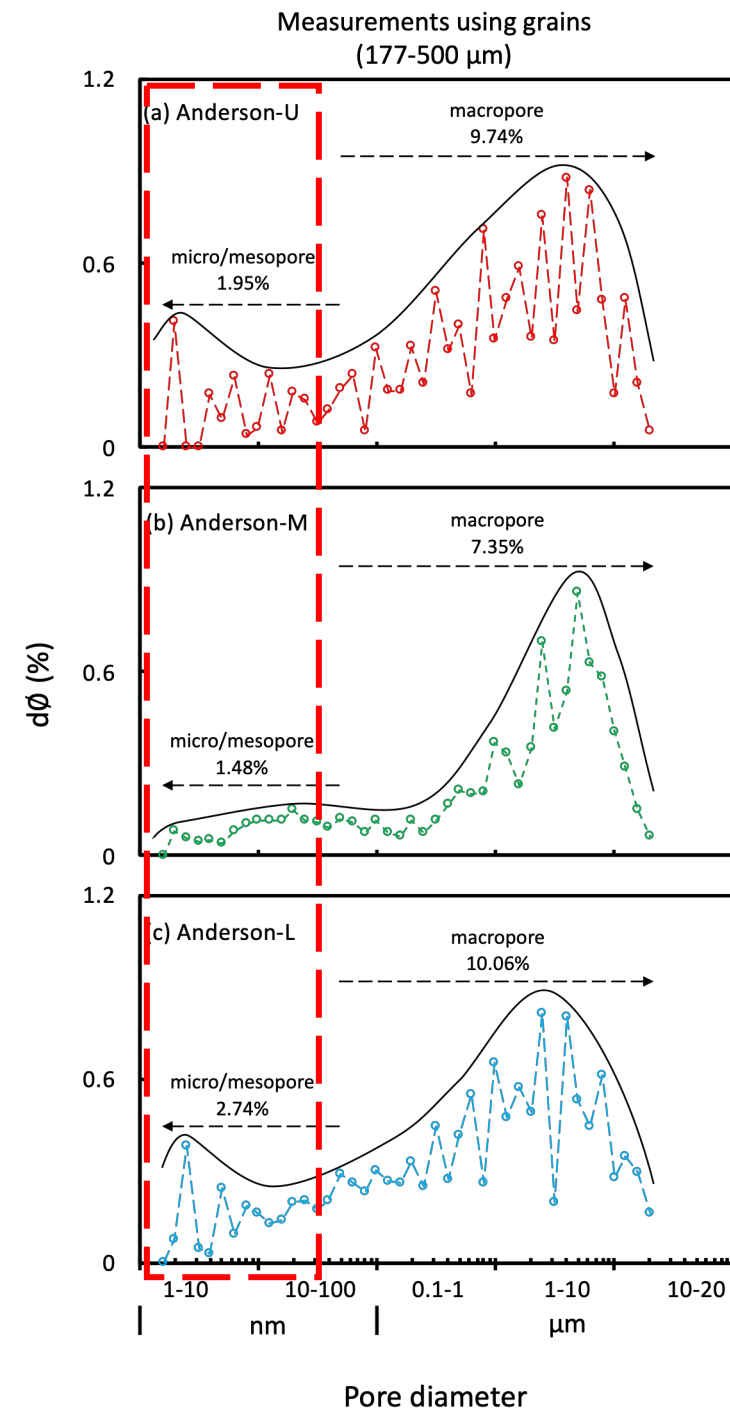 Measurements using grains
(177-500 µm)
1.2
(a) Anderson-U
macropore
9.74%
0.6
micro/mesopore
1.95%
0
1.2
(b) Anderson-M
macropore
7.35%
dØ (%)
0.6
micro/mesopore
1.48%
0
1.2
(c) Anderson-L
macropore
10.06%
0.6
micro/mesopore
2.74%
0
1-10 10-100 0.1-1 1-10 10-20
nm µm
Pore diameter